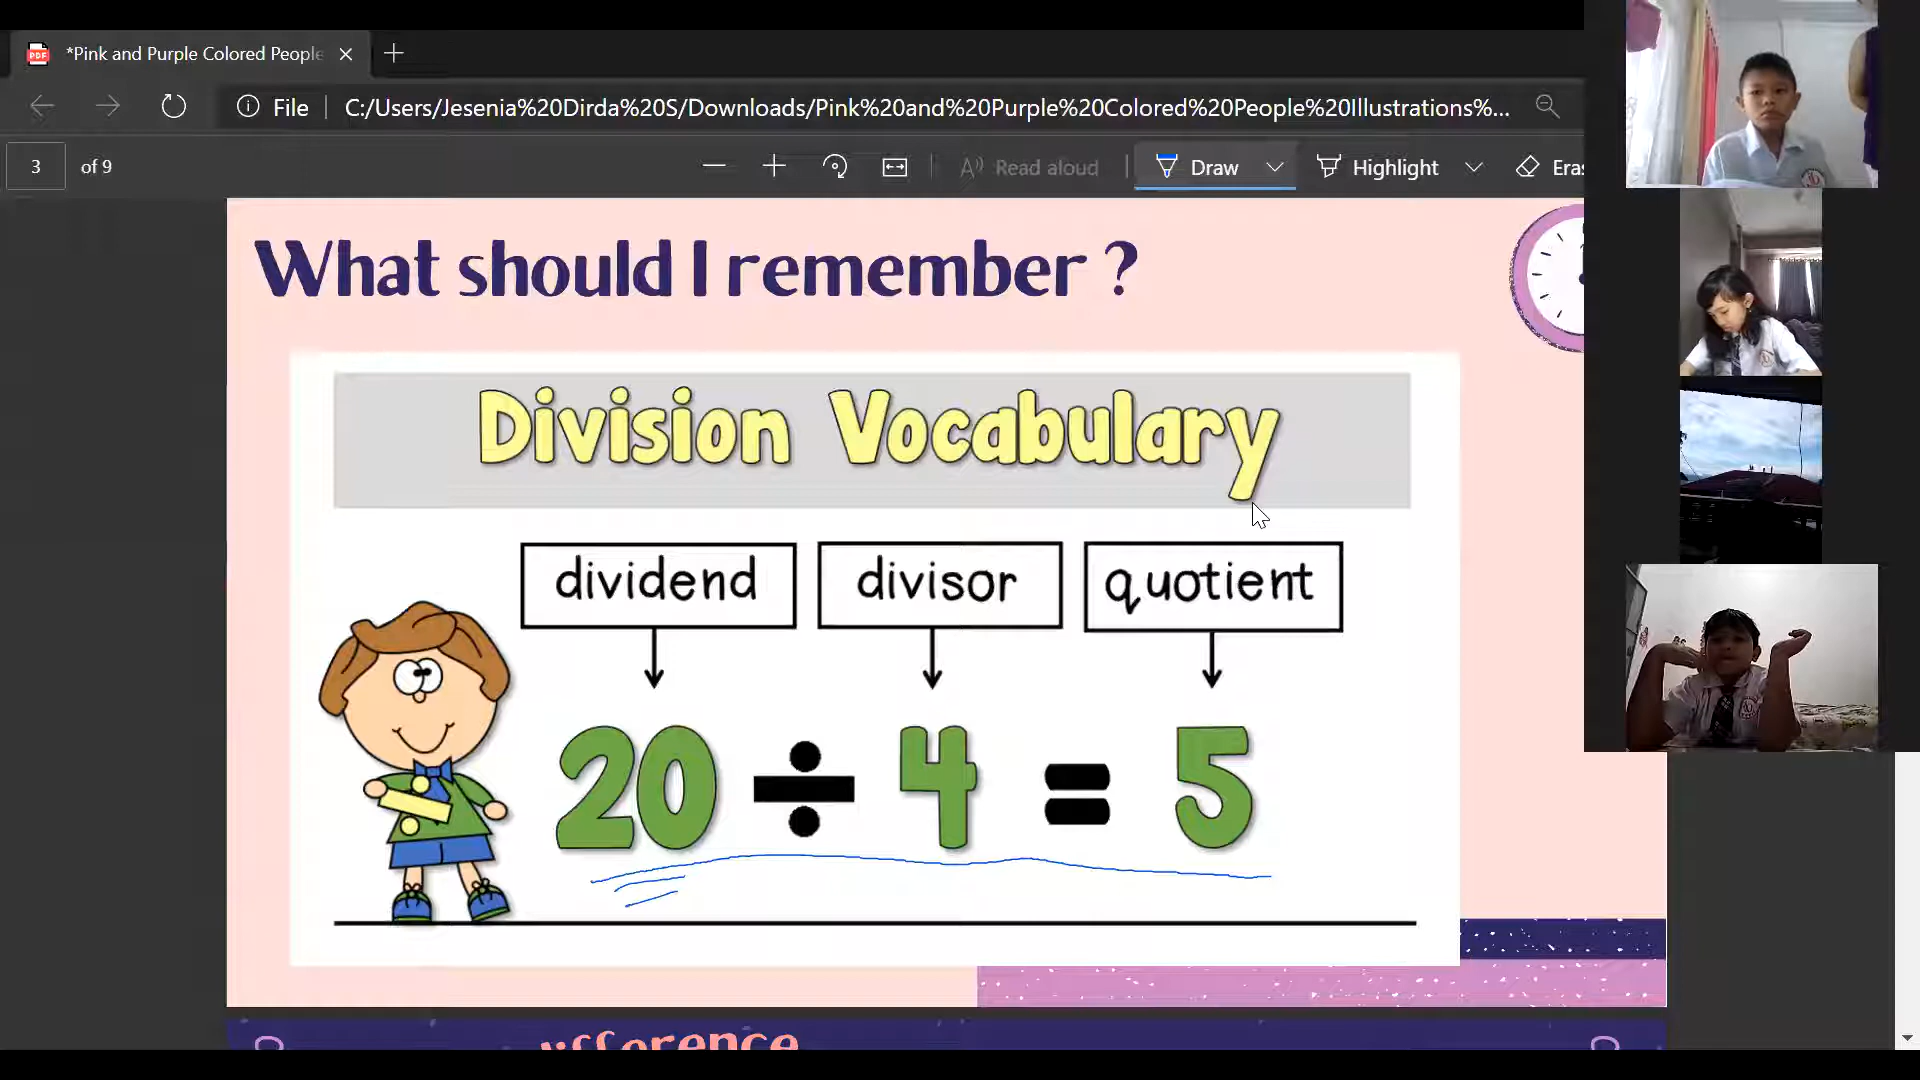 *Pink and Purple Colored People
File
C:/Users/Jesenia%20Dirda%20S/Downloads/Pink%20and%20Purple%20Colored%20People%20Illustrations%...
3 of 9
Read aloud
Draw
Highlight
Eras
What should I remember ?
Division Vocabulary
dividend divisor quotient
20 ÷ 4 = 5